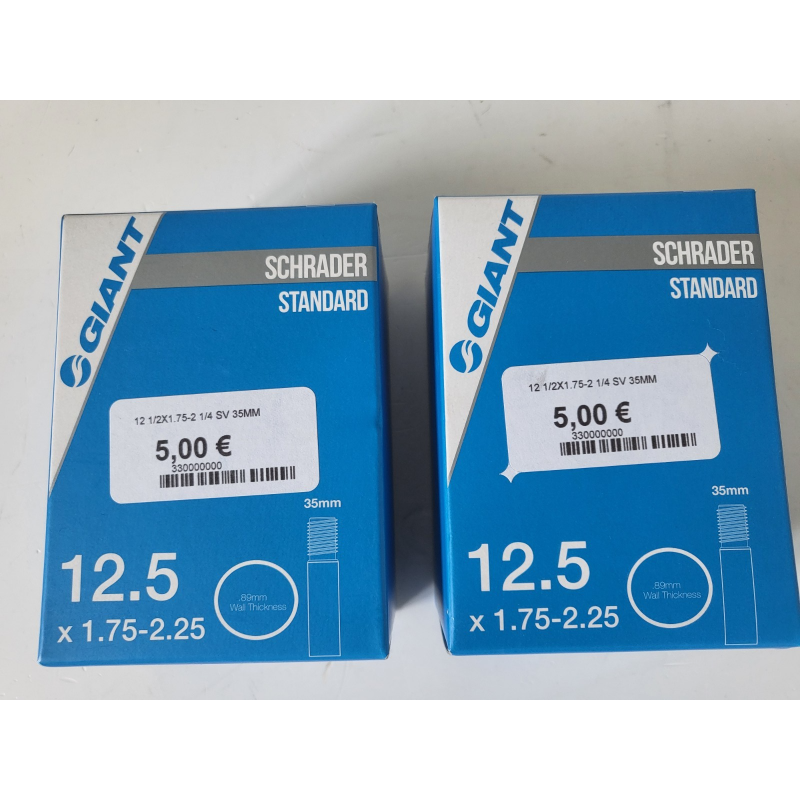 GIANT
SCHRADER
STANDARD
12 1/2X1.75-2 1/4 SV 35MM
5,00 €
330000000
35mm
12.5
x 1.75-2.25
.89mm
Wall Thickness
GIANT
SCHRADER
STANDARD
12 1/2X1.75-2 1/4 SV 35MM
5,00 €
330000000
35mm
12.5
x 1.75-2.25
.89mm
Wall Thickness